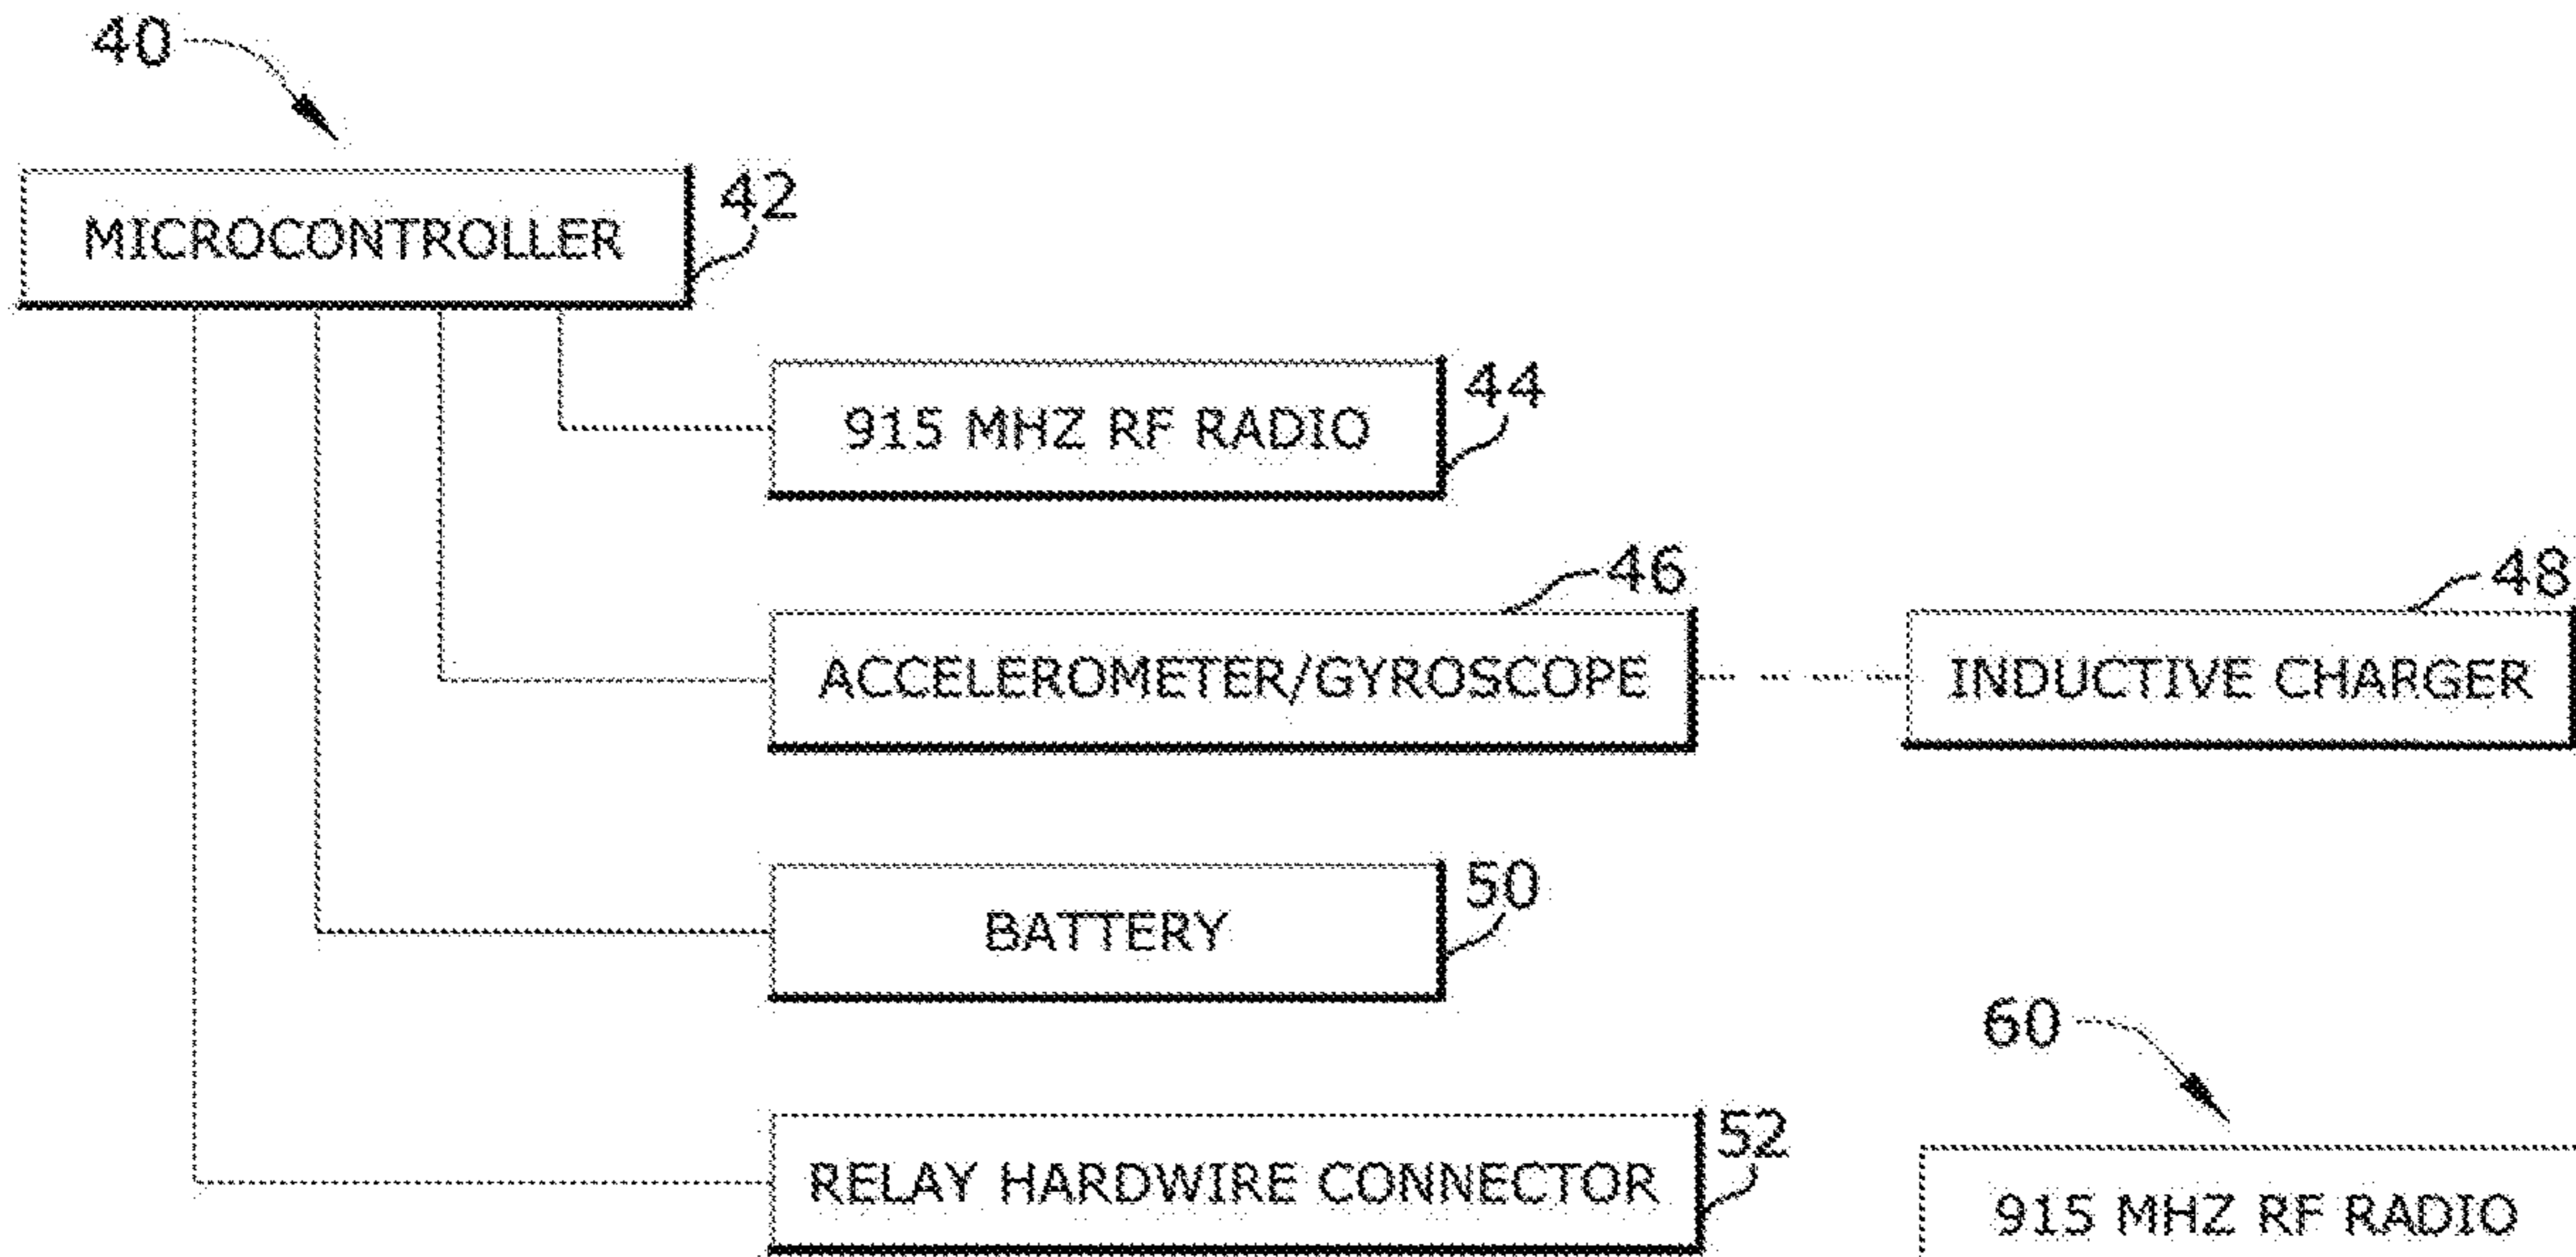 40
MICROCONTROLLER
42
915 MHZ RF RADIO
44
46
ACCELEROMETER/GYROSCOPE
48
INDUCTIVE CHARGER
BATTERY
50
RELAY HARDWIRE CONNECTOR
52
60
915 MHZ RF RADIO